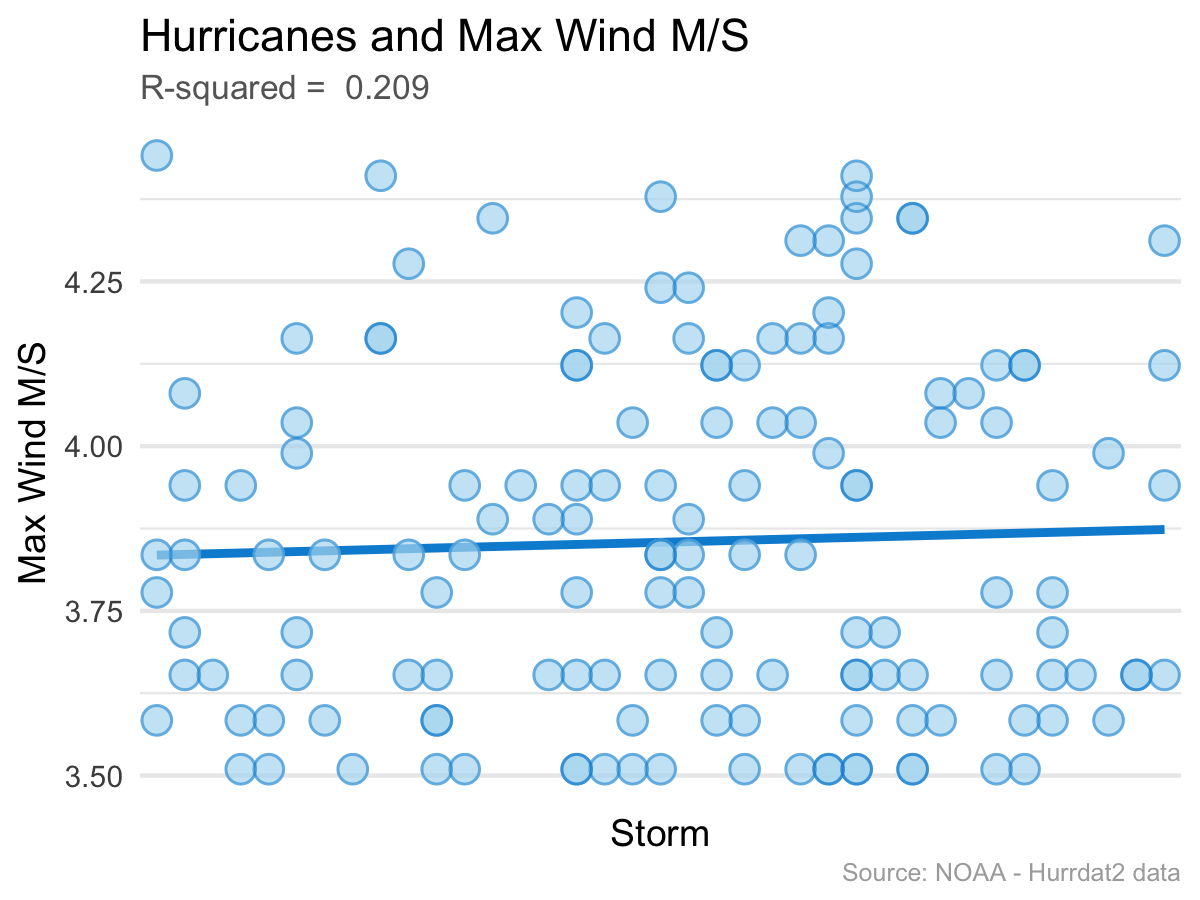 Hurricanes and Max Wind M/S
R-squared =  0.209
Max Wind M/S
4.25
4.00
3.75
3.50
Storm
Source: NOAA - Hurrdat2 data